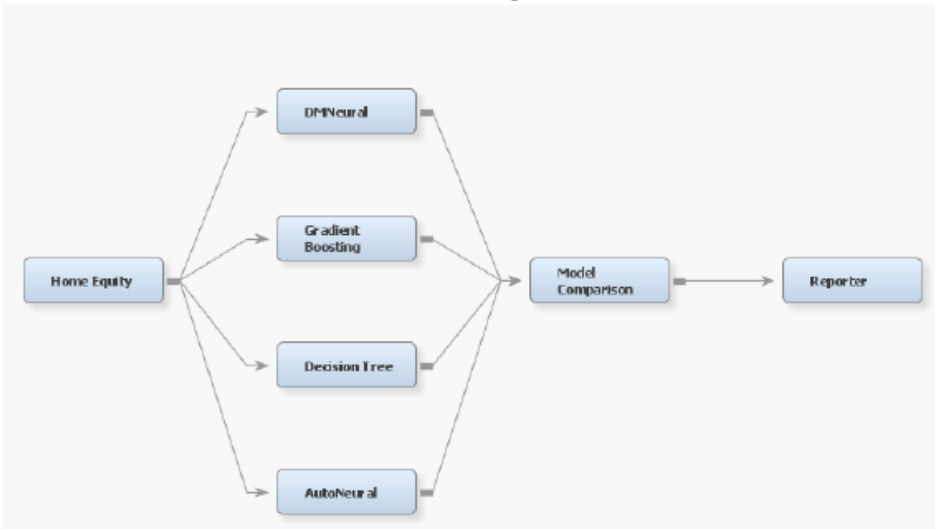 DMNeural
Gradient
Boosting
Home Equity
Model
Comparison
Reporter
Decision Tree
AutoNeural